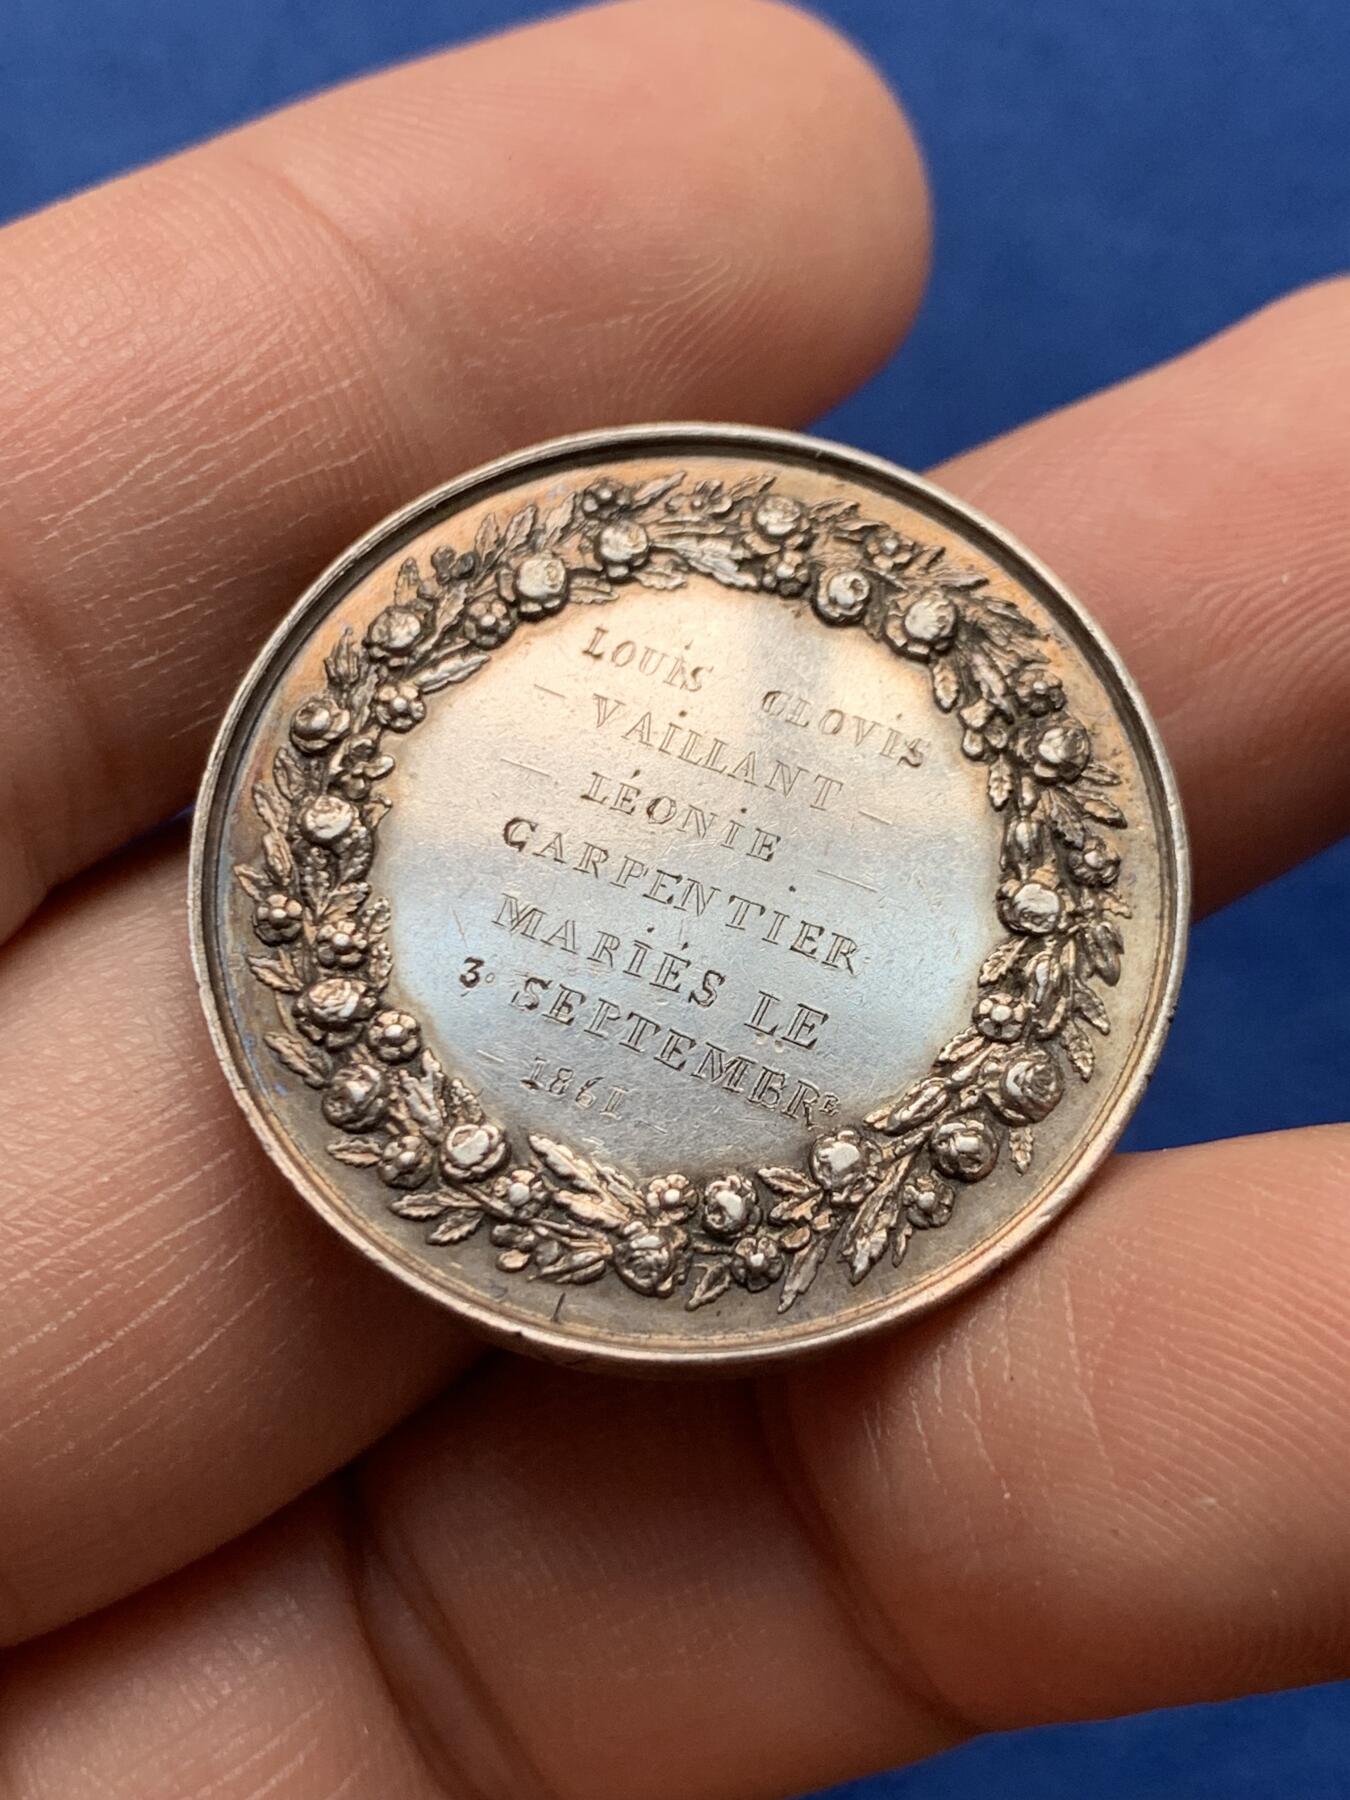 LOUIS CLOVIS
— VAILLANT —
— LÉONIE —
CARPENTIER
MARIÉS LE
3. SEPTEMBRE
— 1861 —